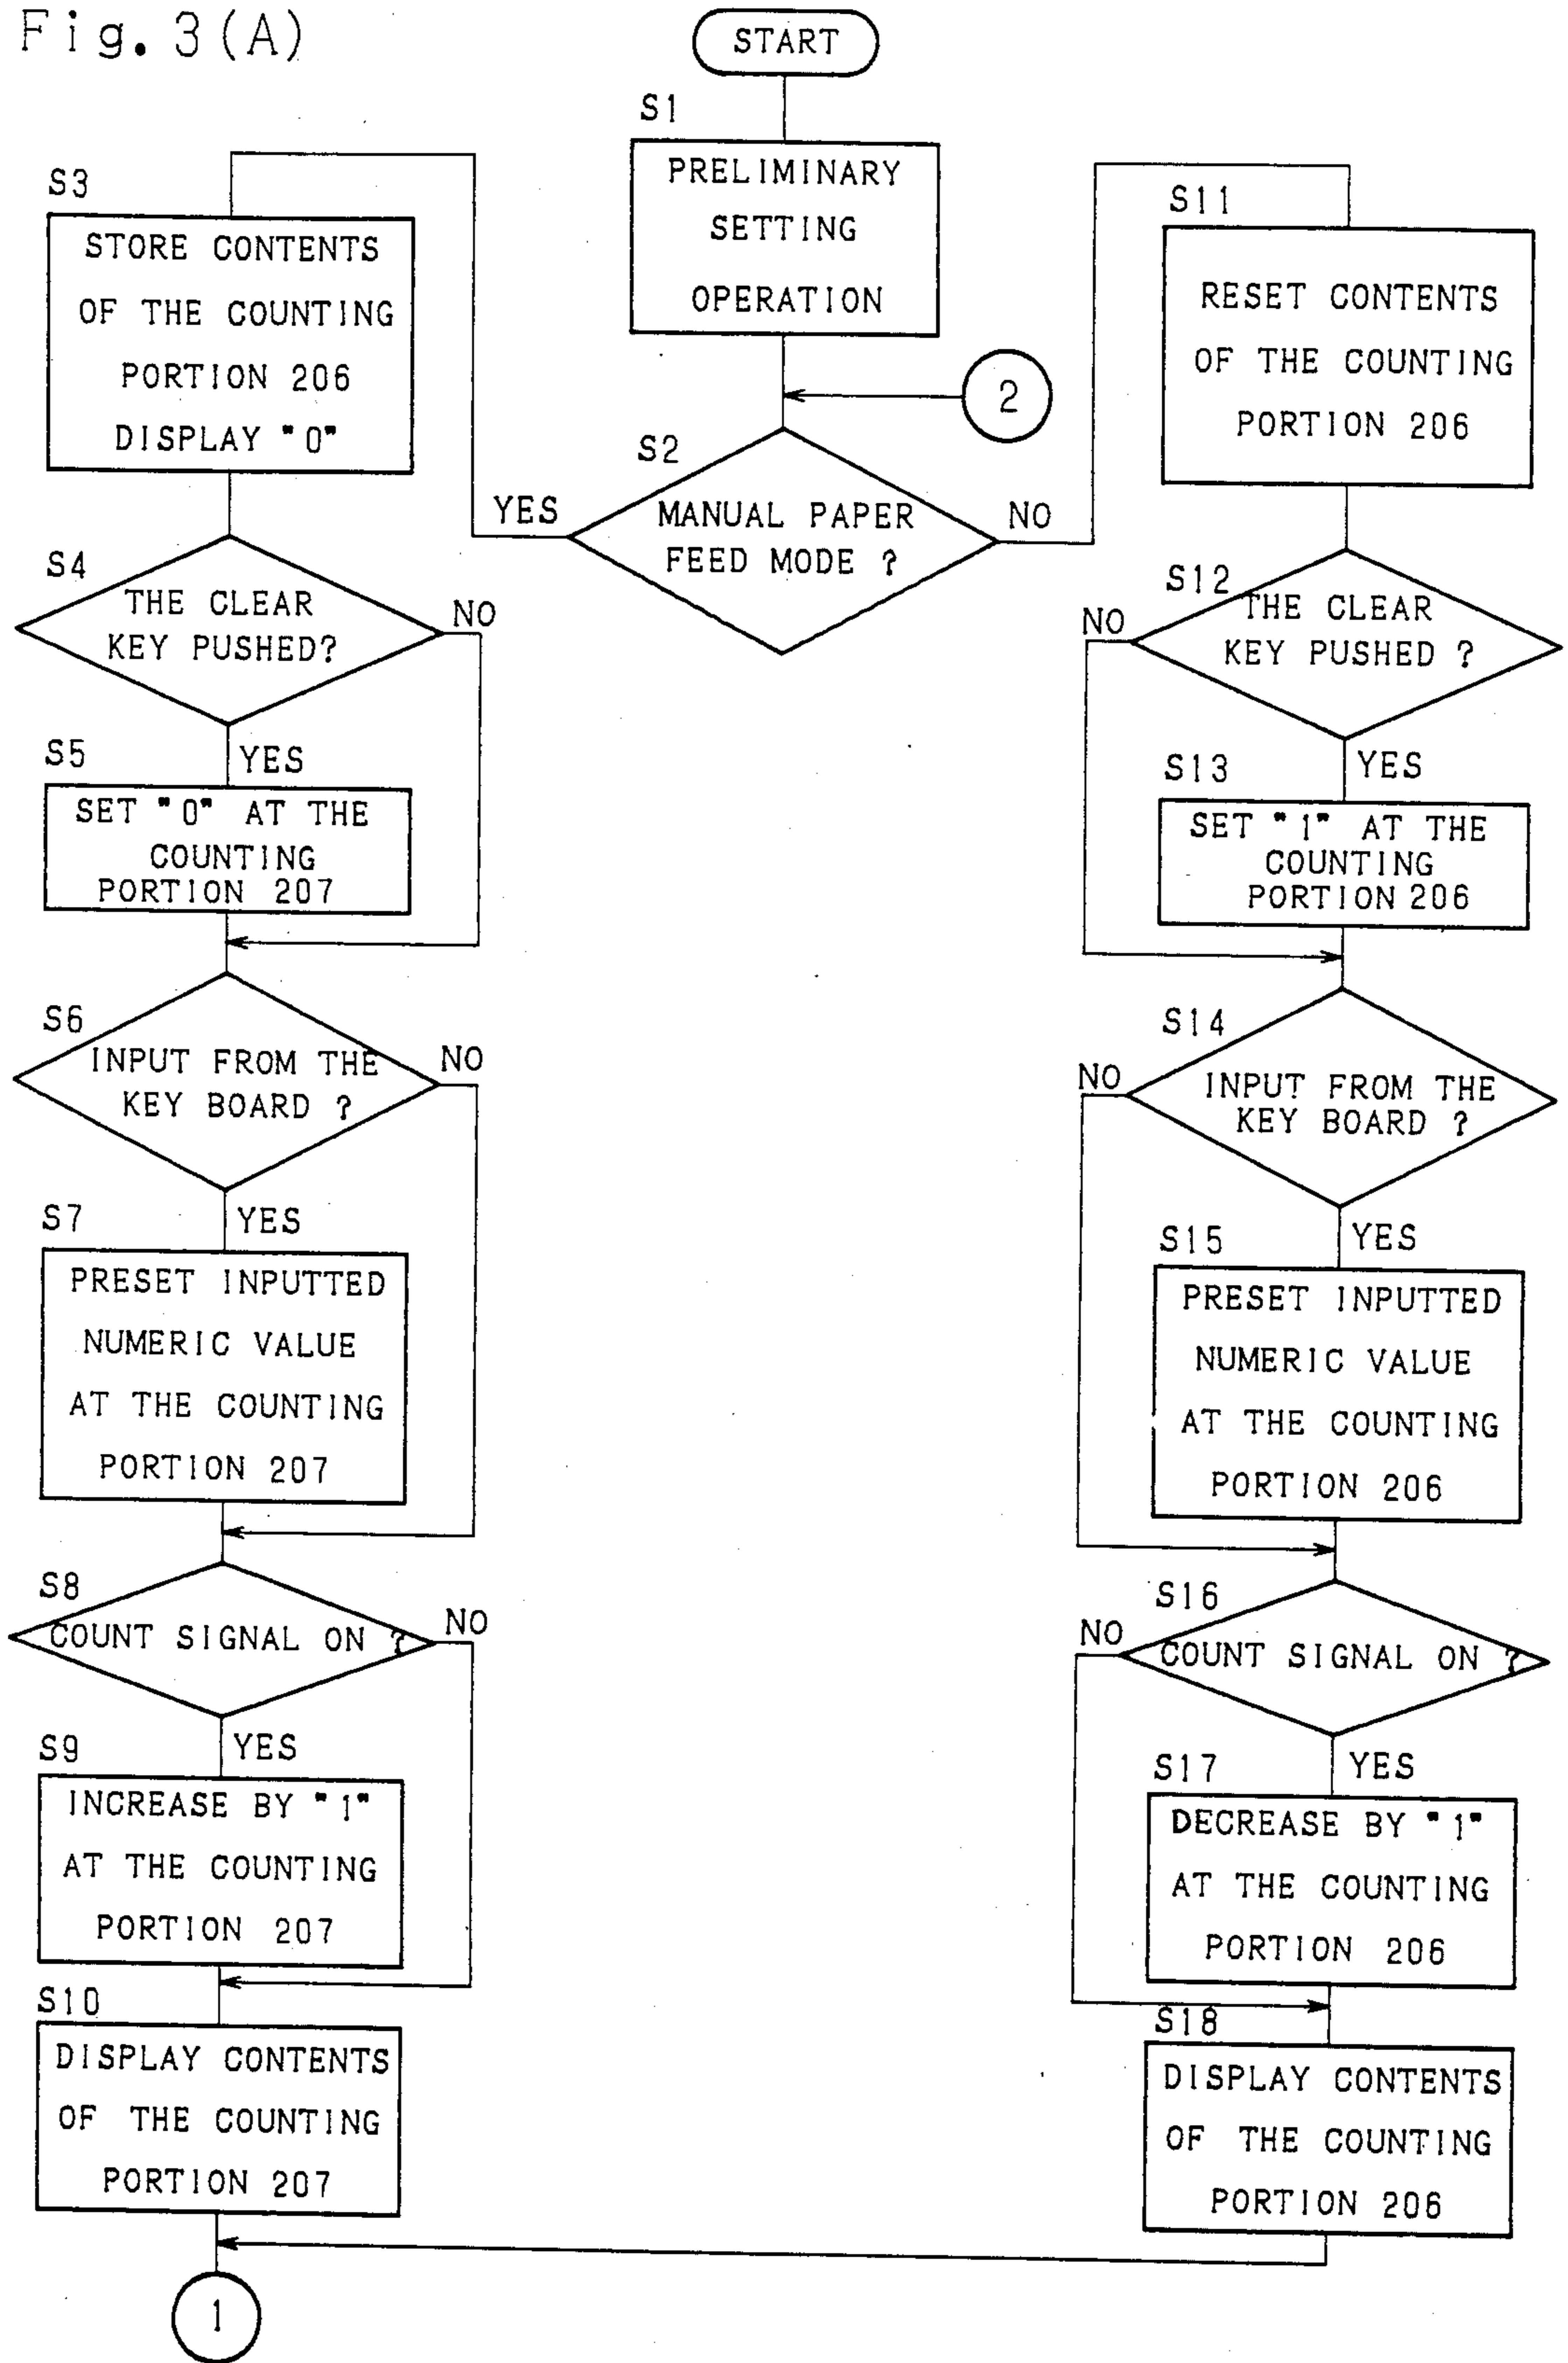 Fig. 3 (A)
START
S1
PRELIMINARY
SETTING
OPERATION
2
S2
MANUAL PAPER
FEED MODE ?
YES
NO
S3
STORE CONTENTS
OF THE COUNTING
PORTION 206
DISPLAY "0"
S4
THE CLEAR
KEY PUSHED?
NO
YES
S5
SET "0" AT THE
COUNTING
PORTION 207
S6
INPUT FROM THE
KEY BOARD ?
NO
YES
S7
PRESET INPUTTED
NUMERIC VALUE
AT THE COUNTING
PORTION 207
S8
COUNT SIGNAL ON ?
NO
YES
S9
INCREASE BY "1"
AT THE COUNTING
PORTION 207
S10
DISPLAY CONTENTS
OF THE COUNTING
PORTION 207
1
S11
RESET CONTENTS
OF THE COUNTING
PORTION 206
S12
THE CLEAR
KEY PUSHED ?
NO
YES
S13
SET "1" AT THE
COUNTING
PORTION 206
S14
INPUT FROM THE
KEY BOARD ?
NO
YES
S15
PRESET INPUTTED
NUMERIC VALUE
AT THE COUNTING
PORTION 206
S16
COUNT SIGNAL ON ?
NO
YES
S17
DECREASE BY "1"
AT THE COUNTING
PORTION 206
S18
DISPLAY CONTENTS
OF THE COUNTING
PORTION 206